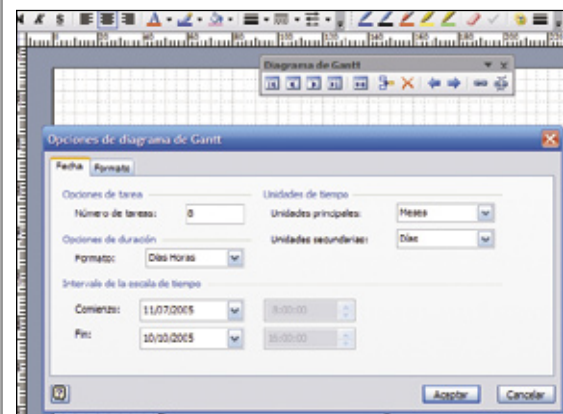 N K S
Diagrama de Gantt
Opciones de diagrama de Gantt
Fecha Formato
Opciones de tarea
Número de tareas: 8
Opciones de duración
Formato: Días Horas
Unidades de tiempo
Unidades principales: Meses
Unidades secundarias: Días
Intervalo de la escala de tiempo
Comienzo: 11/07/2005 8:00:00
Fin: 10/10/2005 16:00:00
Aceptar Cancelar